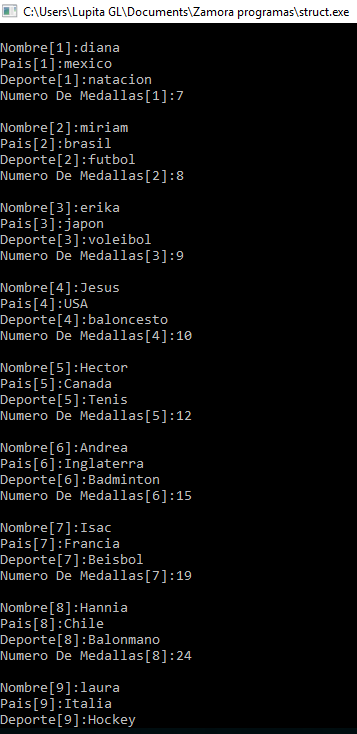 C:\Users\Lupita GL\Documents\Zamora programas\struct.exe
Nombre[1]:diana
Pais[1]:mexico
Deporte[1]:natacion
Numero De Medallas[1]:7
Nombre[2]:miriam
Pais[2]:brasil
Deporte[2]:futbol
Numero De Medallas[2]:8
Nombre[3]:erika
Pais[3]:japon
Deporte[3]:voleibol
Numero De Medallas[3]:9
Nombre[4]:Jesus
Pais[4]:USA
Deporte[4]:baloncesto
Numero De Medallas[4]:10
Nombre[5]:Hector
Pais[5]:Canada
Deporte[5]:Tenis
Numero De Medallas[5]:12
Nombre[6]:Andrea
Pais[6]:Inglaterra
Deporte[6]:Badminton
Numero De Medallas[6]:15
Nombre[7]:Isac
Pais[7]:Francia
Deporte[7]:Beisbol
Numero De Medallas[7]:19
Nombre[8]:Hannia
Pais[8]:Chile
Deporte[8]:Balonmano
Numero De Medallas[8]:24
Nombre[9]:laura
Pais[9]:Italia
Deporte[9]:Hockey